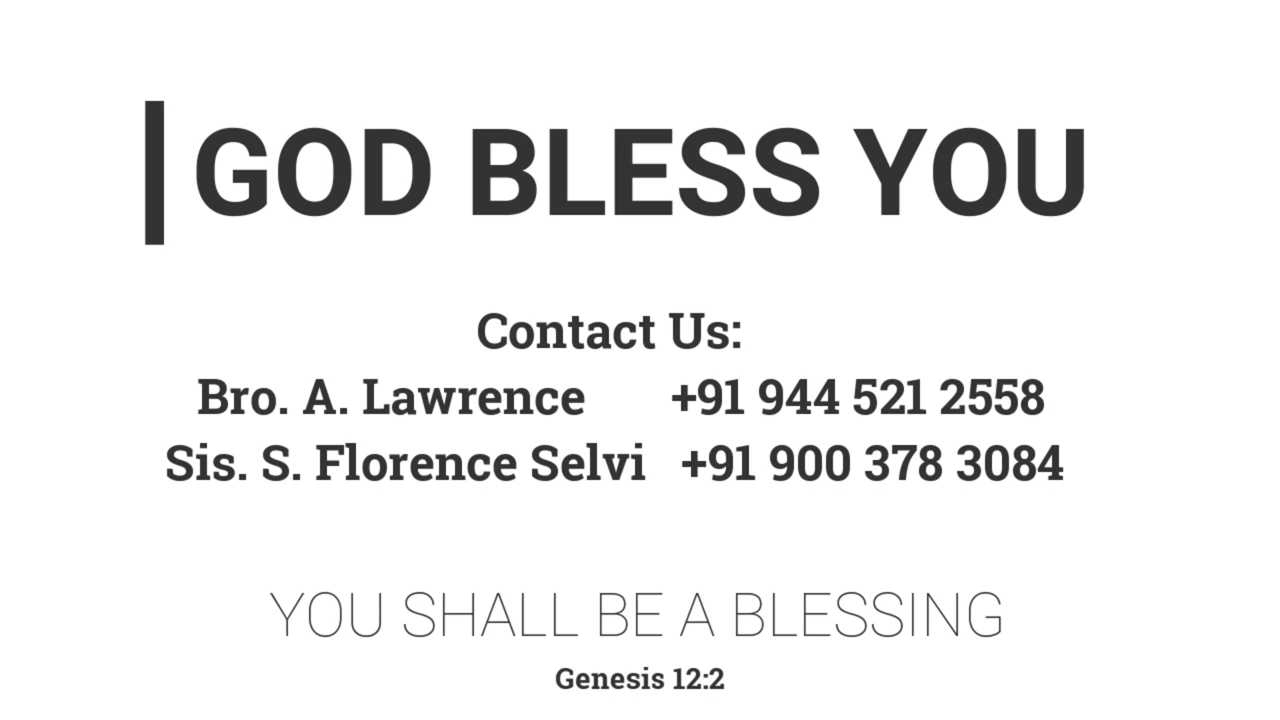 GOD BLESS YOU
Contact Us:
Bro. A. Lawrence +91 944 521 2558
Sis. S. Florence Selvi +91 900 378 3084
YOU SHALL BE A BLESSING
Genesis 12:2